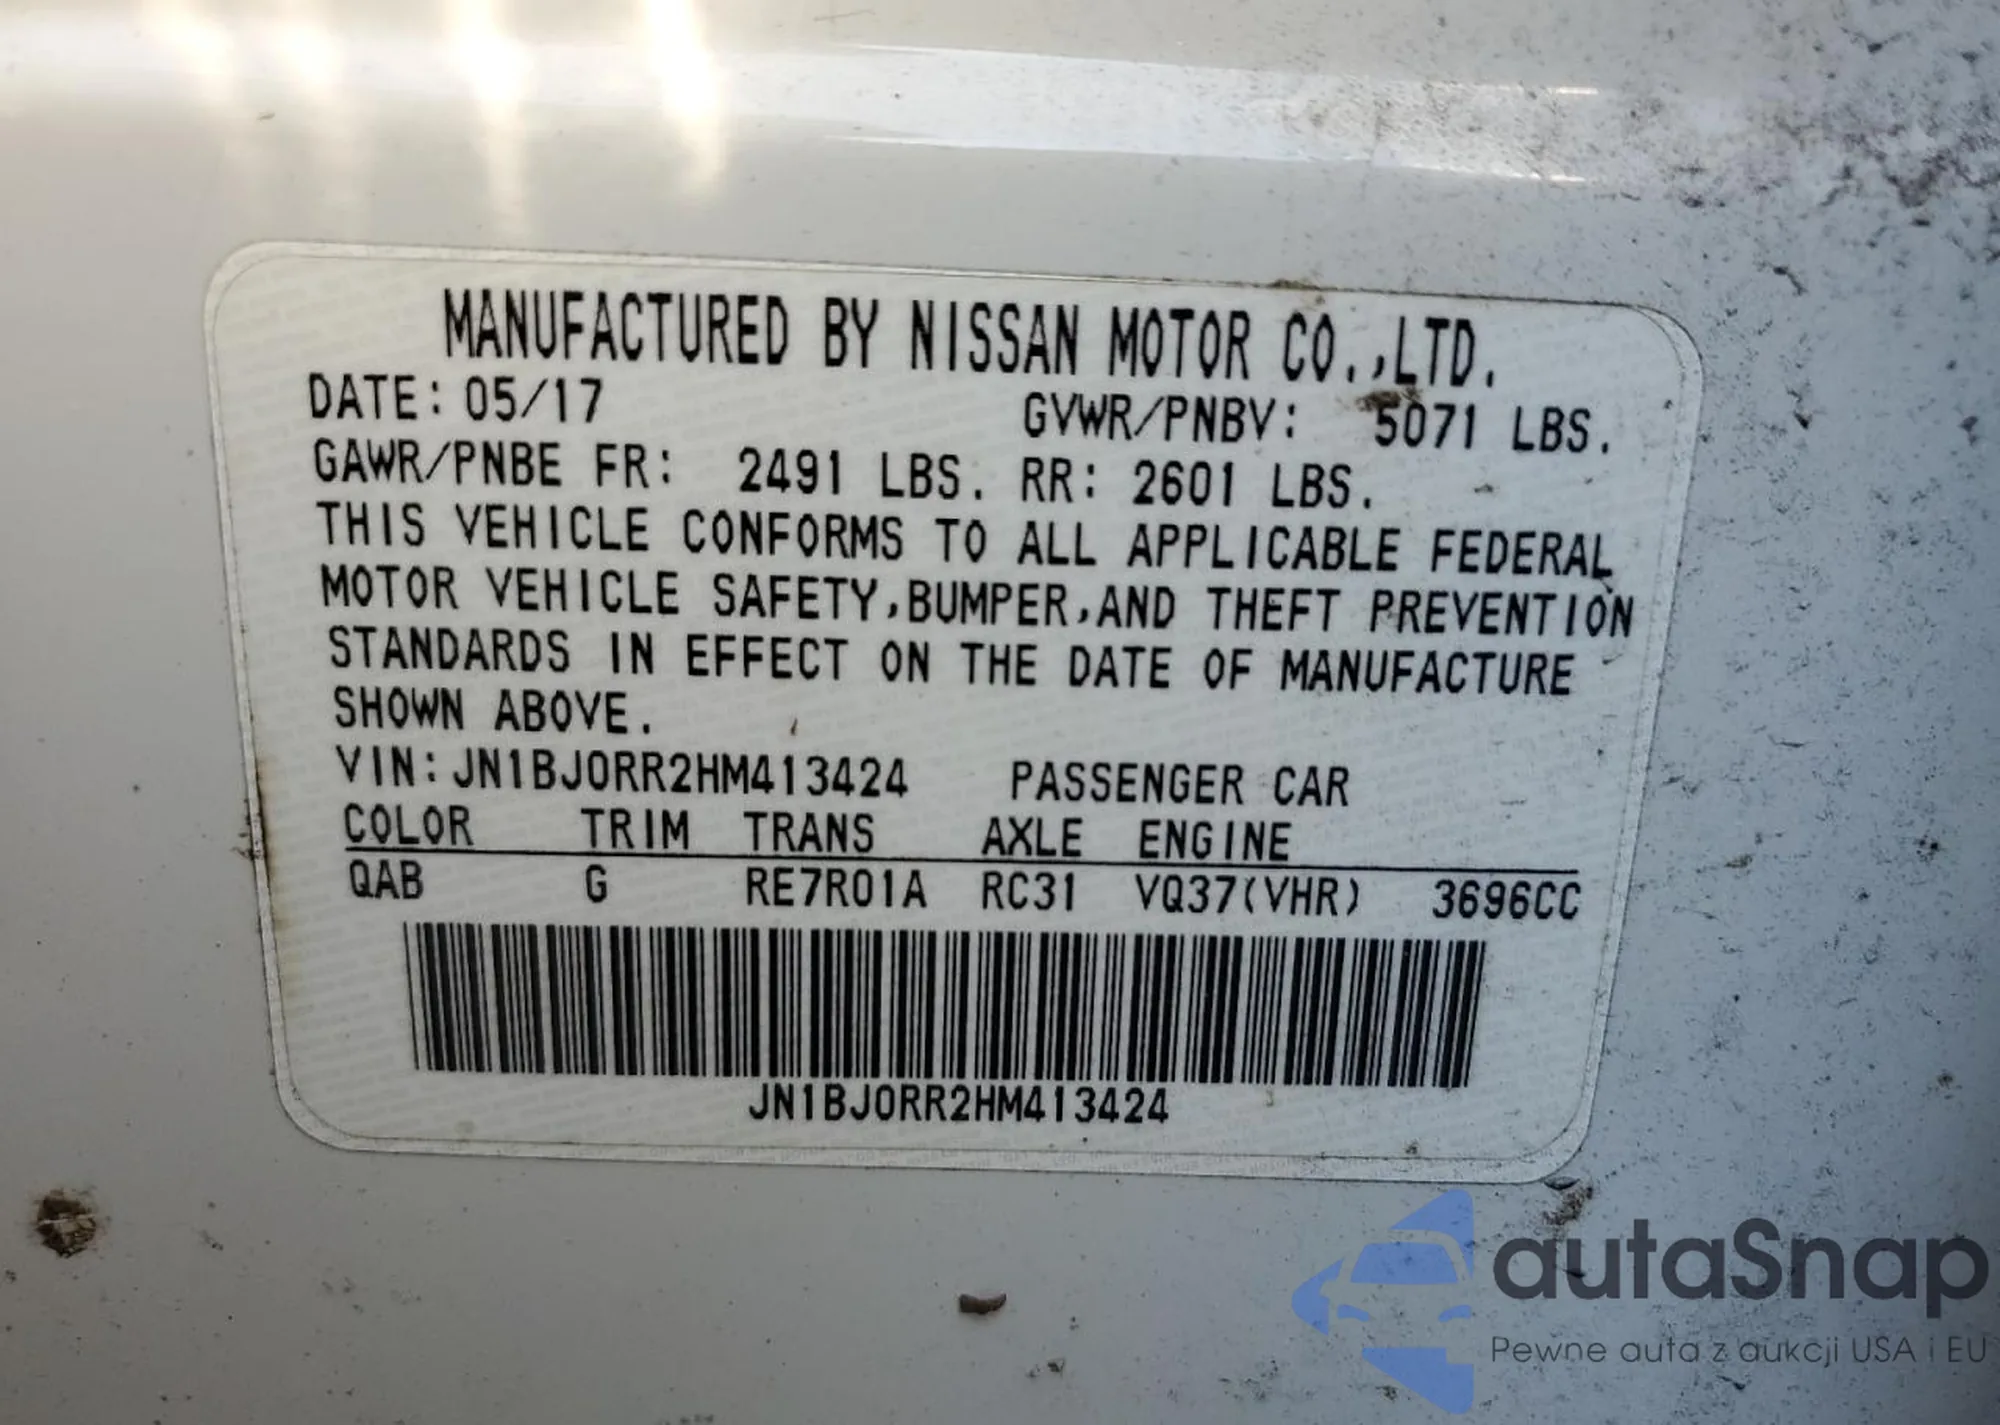 MANUFACTURED BY NISSAN MOTOR CO.,LTD.
DATE: 05/17 GVWR/PNBV: 5071 LBS.
GAWR/PNBE FR: 2491 LBS. RR: 2601 LBS.
THIS VEHICLE CONFORMS TO ALL APPLICABLE FEDERAL
MOTOR VEHICLE SAFETY,BUMPER,AND THEFT PREVENTION
STANDARDS IN EFFECT ON THE DATE OF MANUFACTURE
SHOWN ABOVE.
VIN:JN1BJ0RR2HM413424 PASSENGER CAR
COLOR TRIM TRANS AXLE ENGINE
QAB G RE7R01A RC31 VQ37(VHR) 3696CC
JN1BJ0RR2HM413424
autaSnap
Pewne auta z aukcji USA i EU